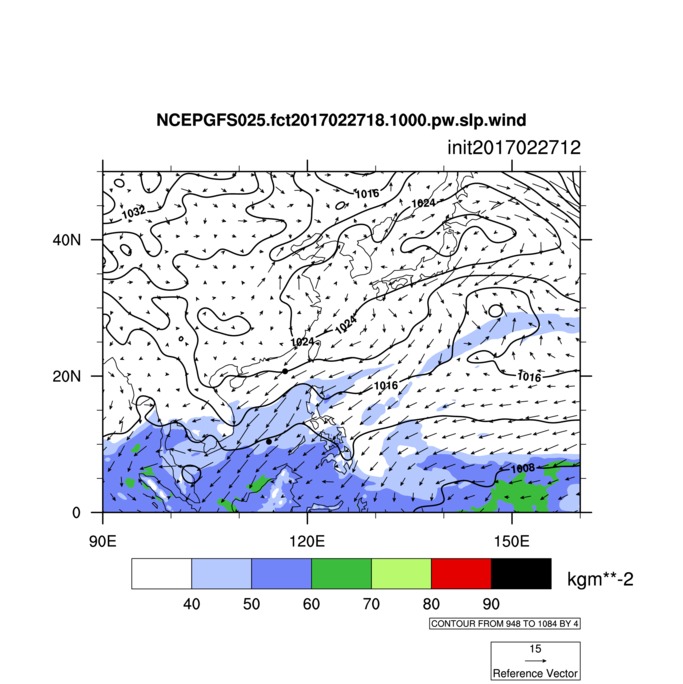 NCEPGFS025.fct2017022718.1000.pw.slp.wind
init2017022712
1016
1032
1024
40N
1024
1024
20N
1016
1016
1008
0
90E 120E 150E
kgm**-2
40 50 60 70 80 90
CONTOUR FROM 948 TO 1084 BY 4
15
Reference Vector